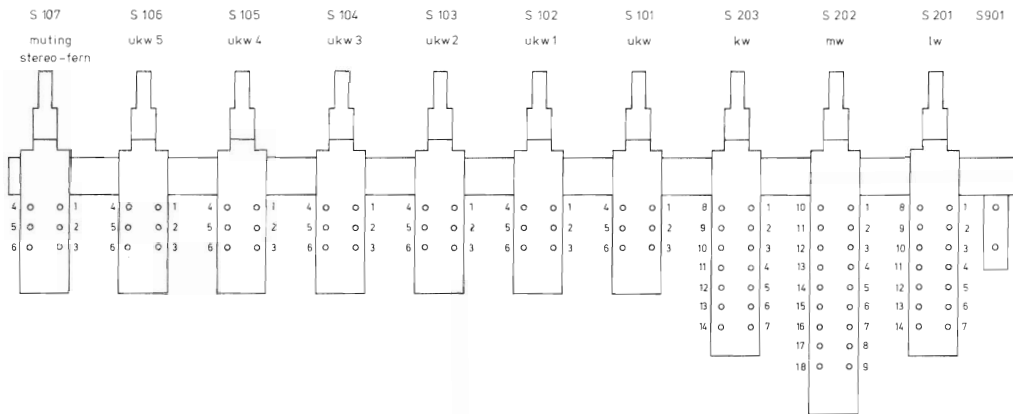 S 107 S 106 S 105 S 104 S 103 S 102 S 101 S 203 S 202 S 201 S901
muting ukw 5 ukw 4 ukw 3 ukw2 ukw1 ukw kw mw lw
stereo-fern
4 1 4 1 4 1 4 1 4 1 4 1 4 1 8 1 10 1 8 1
5 2 5 2 5 2 5 2 5 2 5 2 5 2 9 2 11 2 9 2
6 3 6 3 6 3 6 3 6 3 6 3 6 3 10 3 12 3 10 3
11 4 13 4 11 4
12 5 14 5 12 5
13 6 15 6 13 6
14 7 16 7 14 7
17 8
18 9